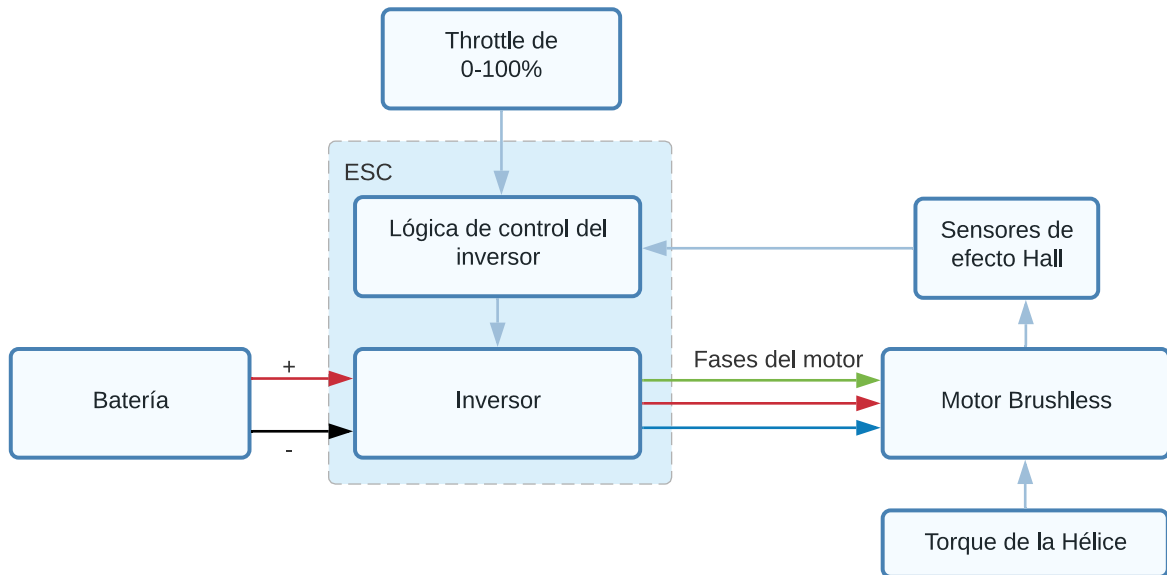 Throttle de
0-100%
ESC
Lógica de control del
inversor
Sensores de
efecto Hall
Batería
+
-
Inversor
Fases del motor
Motor Brushless
Torque de la Hélice